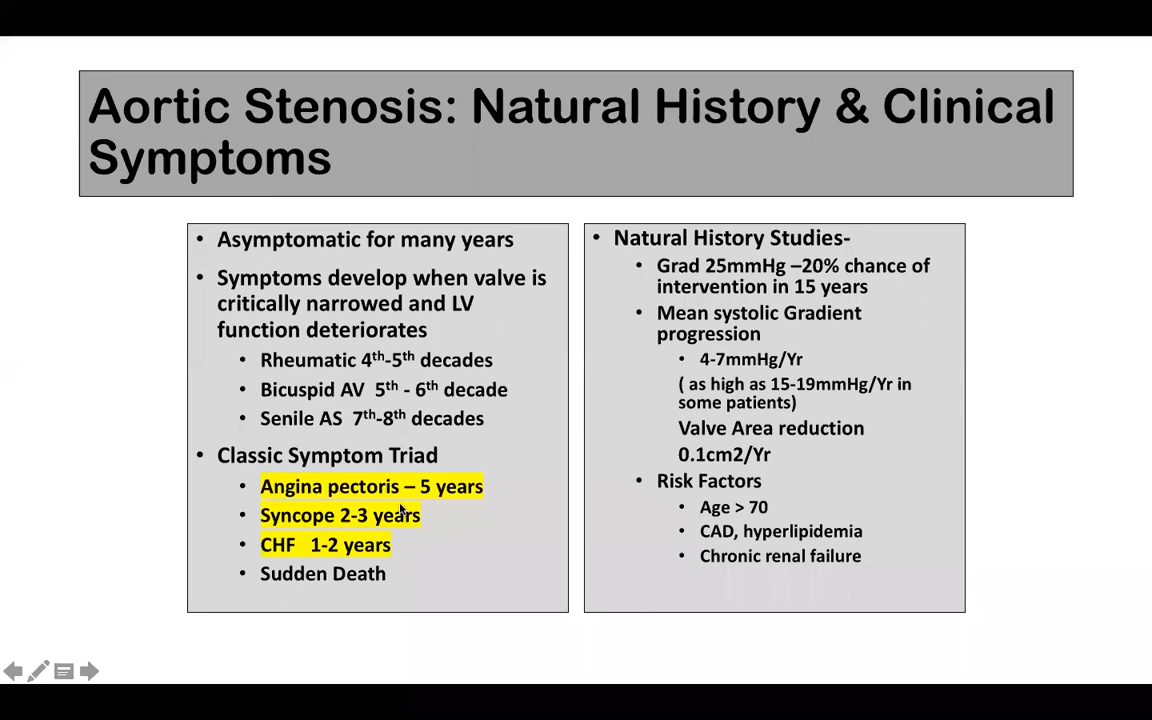 Aortic Stenosis: Natural History & Clinical
Symptoms
• Asymptomatic for many years
• Symptoms develop when valve is
critically narrowed and LV
function deteriorates
• Rheumatic 4th-5th decades
• Bicuspid AV 5th - 6th decade
• Senile AS 7th-8th decades
• Classic Symptom Triad
• Angina pectoris – 5 years
• Syncope 2-3 years
• CHF 1-2 years
• Sudden Death
• Natural History Studies-
• Grad 25mmHg –20% chance of
intervention in 15 years
• Mean systolic Gradient
progression
• 4-7mmHg/Yr
( as high as 15-19mmHg/Yr in
some patients)
Valve Area reduction
0.1cm2/Yr
• Risk Factors
• Age > 70
• CAD, hyperlipidemia
• Chronic renal failure